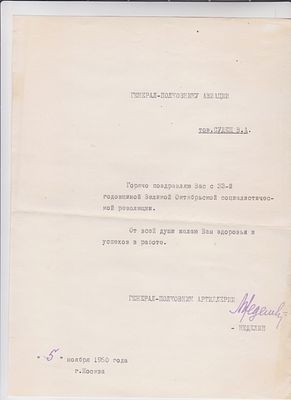 ГЕНЕРАЛ-ПОЛКОВНИКУ АВИАЦИИ
тов.СУДЕЦ В.А.
Горячо поздравляю Вас с 33-й
годовщиной Великой Октябрьской социалистичес-
кой революции.
От всей души желаю Вам здоровья и
успехов в работе.
ГЕНЕРАЛ-ПОЛКОВНИК АРТИЛЛЕРИИ
- НЕДЕЛИН
"5" ноября 1950 года
г.Москва